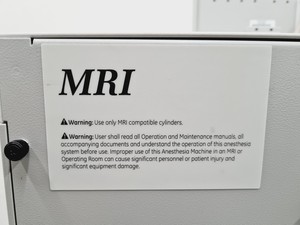 MRI
⚠Warning: Use only MRI compatible cylinders.
⚠Warning: User shall read all Operation and Maintenance manuals, all
accompanying documents and understand the operation of this anesthesia
system before use. Improper use of this Anesthesia Machine in an MRI or
Operating Room can cause significant personnel or patient injury and
significant equipment damage.